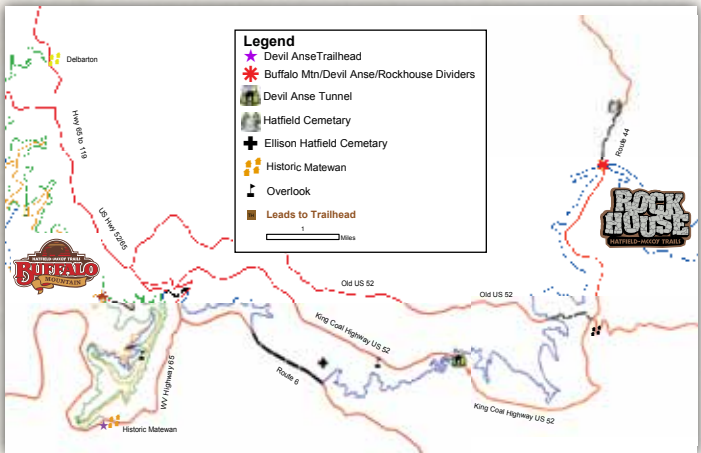 Legend
Devil AnseTrailhead
Buffalo Mtn/Devil Anse/Rockhouse Dividers
Devil Anse Tunnel
Hatfield Cemetary
Ellison Hatfield Cemetary
Historic Matewan
Overlook
Leads to Trailhead
1
Miles
Delbarton
Hwy 65 to 119
US Hwy 52/65
Route 44
ROCK
HOUSE
HATFIELD-McCOY TRAILS
HATFIELD-McCOY TRAILS
BUFFALO
MOUNTAIN
Old US 52
Old US 52
King Coal Highway US 52
WV Highway 65
Route 6
King Coal Highway US 52
Historic Matewan